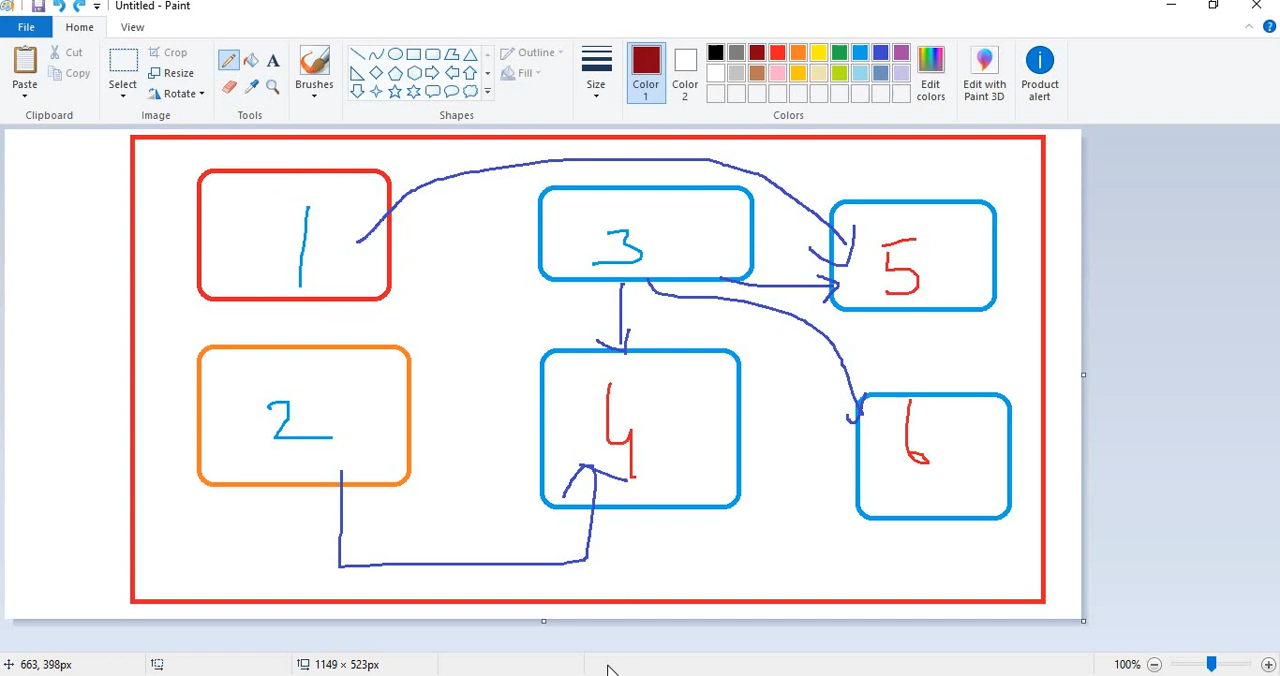 Untitled - Paint
File
Home
View
Paste
Cut
Copy
Clipboard
Select
Crop
Resize
Rotate
Image
A
Tools
Brushes
Shapes
Outline
Fill
Size
Color 1
Color 2
Edit colors
Colors
Edit with Paint 3D
Product alert
1
3
5
2
4
6
663, 398px
1149 × 523px
100%